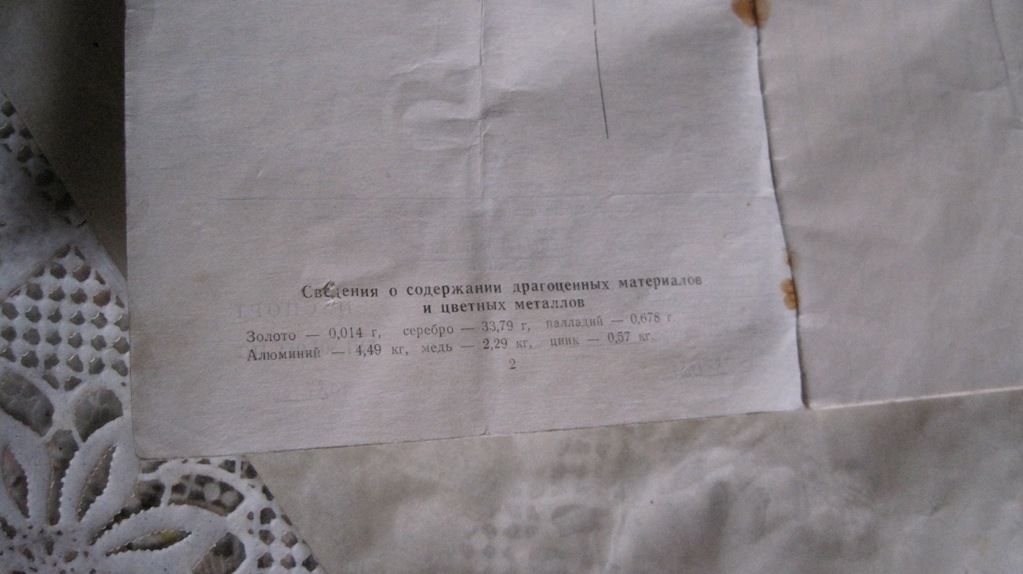 Сведения о содержании драгоценных материалов
и цветных металлов
Золото — 0,014 г, серебро — 33,79 г, палладий — 0,678 г
Алюминий — 4,49 кг, медь — 2,29 кг, цинк — 0,57 кг.
2